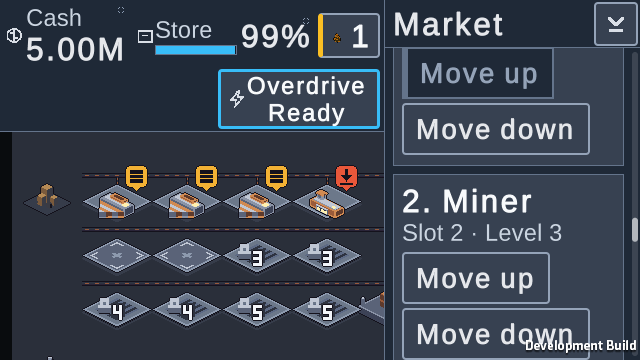 Cash
5.00M
Store
99%
1
Overdrive
Ready
Market
Move up
Move down
2. Miner
Slot 2 · Level 3
Move up
Move down
3
3
4
4
5
5
Development Build